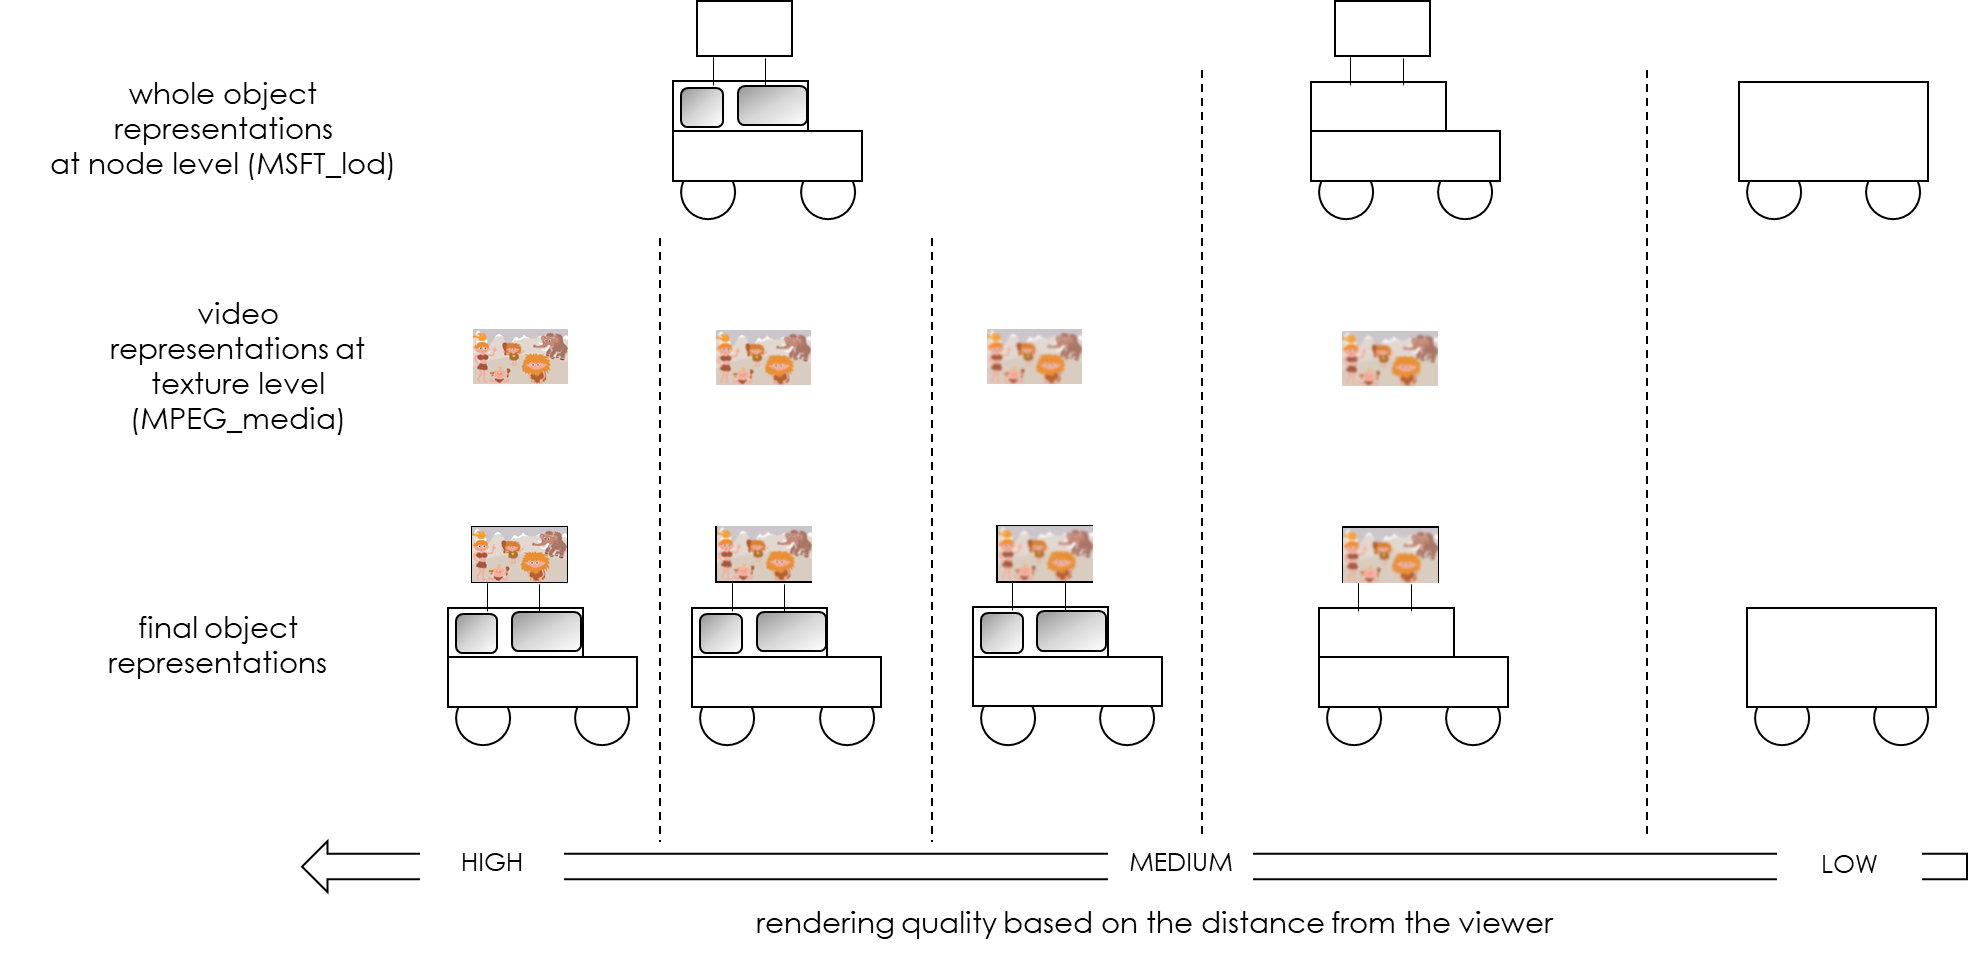 whole object
representations
at node level (MSFT_lod)
video
representations at
texture level
(MPEG_media)
final object
representations
HIGH
MEDIUM
LOW
rendering quality based on the distance from the viewer